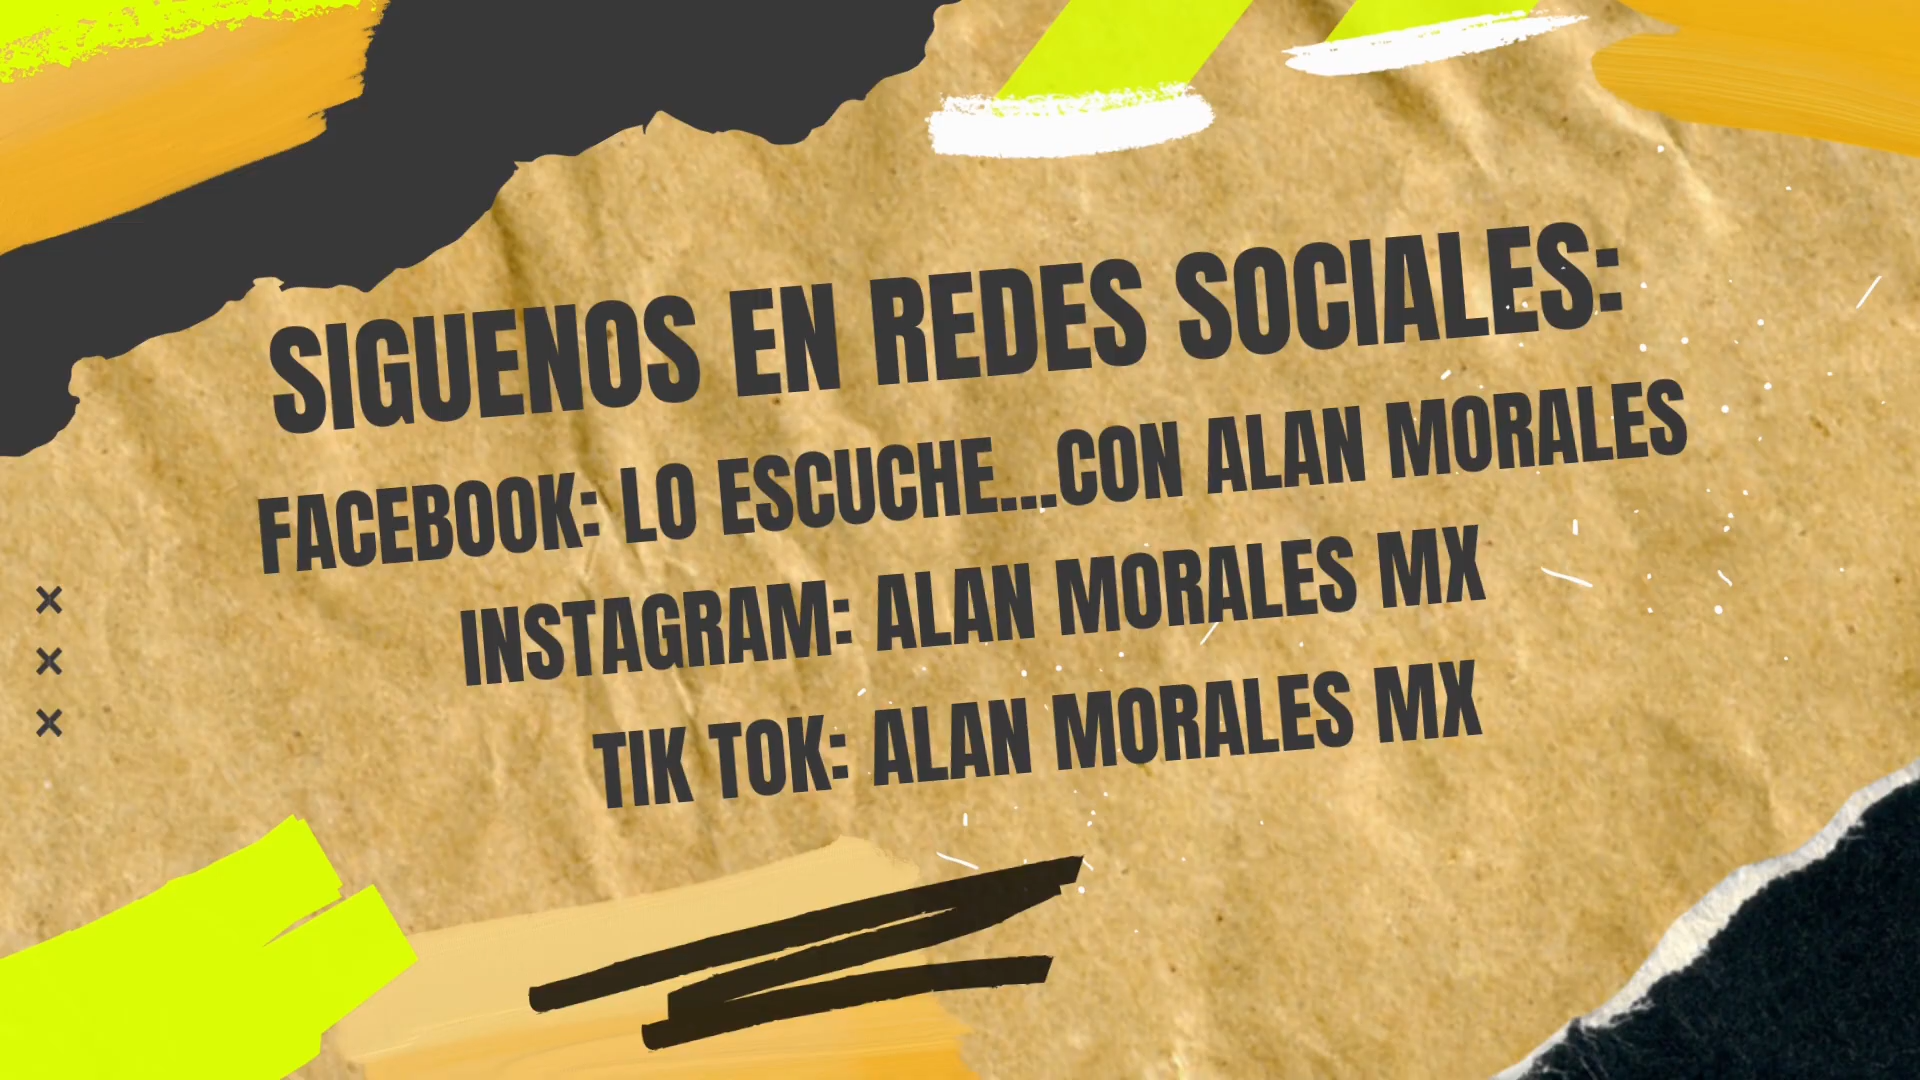 SIGUENOS EN REDES SOCIALES:
FACEBOOK: LO ESCUCHE...CON ALAN MORALES
INSTAGRAM: ALAN MORALES MX
TIK TOK: ALAN MORALES MX